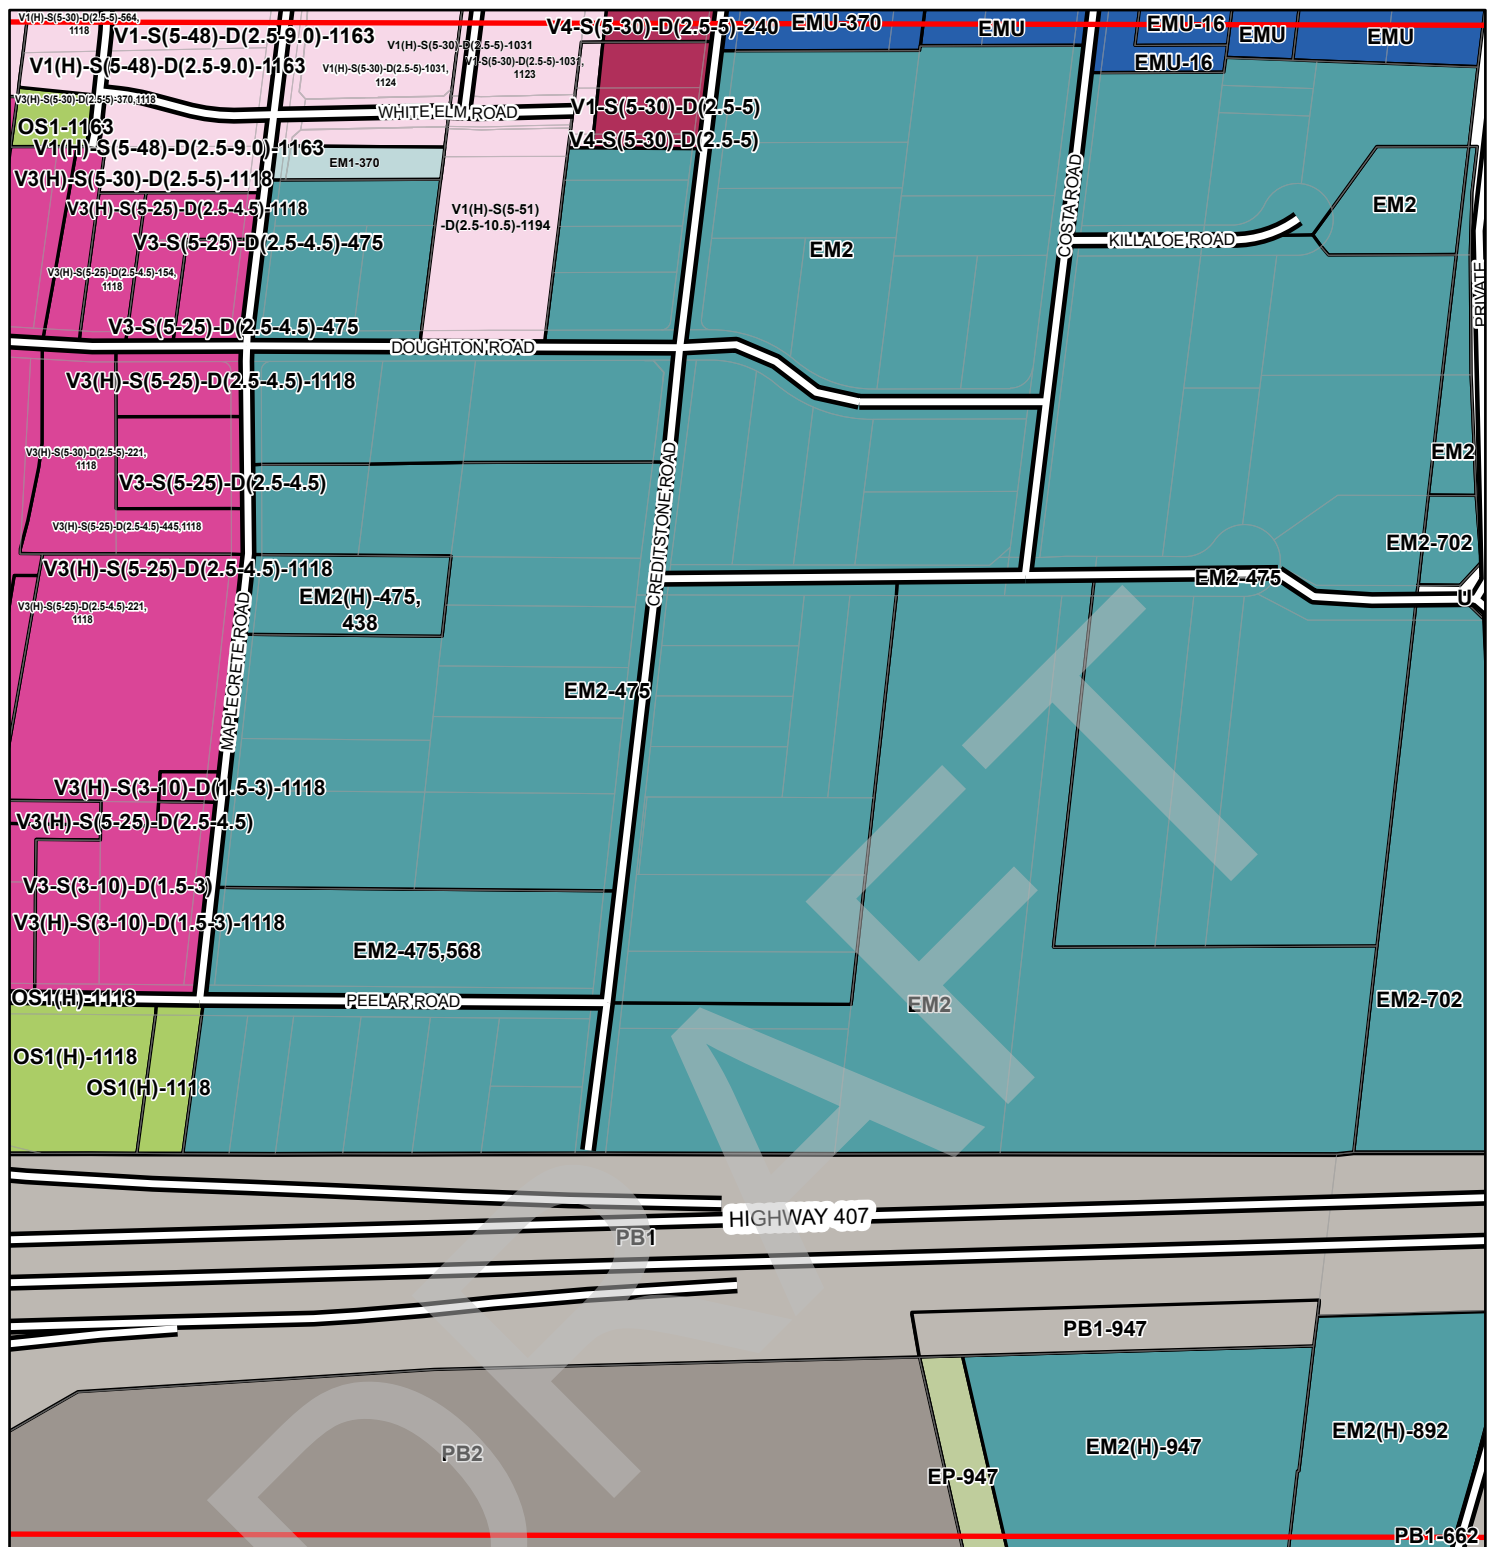 V1(H)-S(5-30)-D(2.5-5)-564,
1118
V1-S(5-48)-D(2.5-9.0)-1163
V1(H)-S(5-30)-D(2.5-5)-1031
V4-S(5-30)-D(2.5-5)-240
EMU-370
EMU
EMU-16
EMU
EMU
V1(H)-S(5-48)-D(2.5-9.0)-1163
V1(H)-S(5-30)-D(2.5-5)-1031,
1124
V1-S(5-30)-D(2.5-5)-1031,
1123
EMU-16
V3(H)-S(5-30)-D(2.5-5)-370,1118
WHITE ELM ROAD
V1-S(5-30)-D(2.5-5)
OS1-1163
V4-S(5-30)-D(2.5-5)
V1(H)-S(5-48)-D(2.5-9.0)-1163
EM1-370
V3(H)-S(5-30)-D(2.5-5)-1118
V3(H)-S(5-25)-D(2.5-4.5)-1118
V1(H)-S(5-51)
-D(2.5-10.5)-1194
COSTA ROAD
EM2
KILLALOE ROAD
V3-S(5-25)-D(2.5-4.5)-475
EM2
V3(H)-S(5-25)-D(2.5-4.5)-154,
1118
PRIVATE
V3-S(5-25)-D(2.5-4.5)-475
DOUGHTON ROAD
V3(H)-S(5-25)-D(2.5-4.5)-1118
V3(H)-S(5-30)-D(2.5-5)-221,
1118
EM2
V3-S(5-25)-D(2.5-4.5)
CREDITSTONE ROAD
V3(H)-S(5-25)-D(2.5-4.5)-445,1118
EM2-702
V3(H)-S(5-25)-D(2.5-4.5)-1118
EM2-475
EM2(H)-475,
438
U
V3(H)-S(5-25)-D(2.5-4.5)-221,
1118
MAPLECRETE ROAD
EM2-475
V3(H)-S(3-10)-D(1.5-3)-1118
V3(H)-S(5-25)-D(2.5-4.5)
V3-S(3-10)-D(1.5-3)
V3(H)-S(3-10)-D(1.5-3)-1118
EM2-475,568
OS1(H)-1118
PEELAR ROAD
EM2
EM2-702
OS1(H)-1118
OS1(H)-1118
HIGHWAY 407
PB1
PB1-947
EM2(H)-892
EM2(H)-947
PB2
EP-947
PB1-662
DRAFT